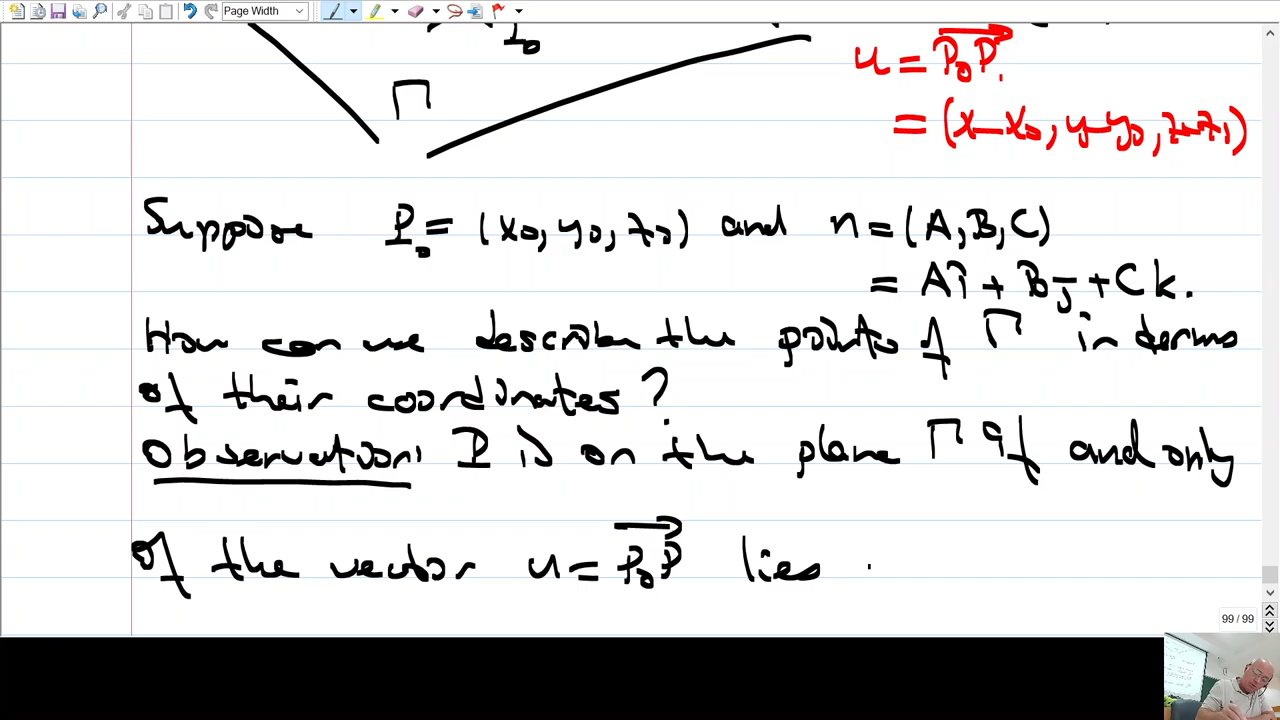 Page Width
P₀
Γ
u = P₀P
= (x-x₀, y-y₀, z-z₁)
Suppose P₀ = (x₀, y₀, z₀) and n = (A, B, C)
= Ai + Bj + Ck.
How can we describe the points of Γ in terms
of their coordinates?
Observation: P is on the plane Γ if and only
if the vector u = P₀P lies
99 / 99